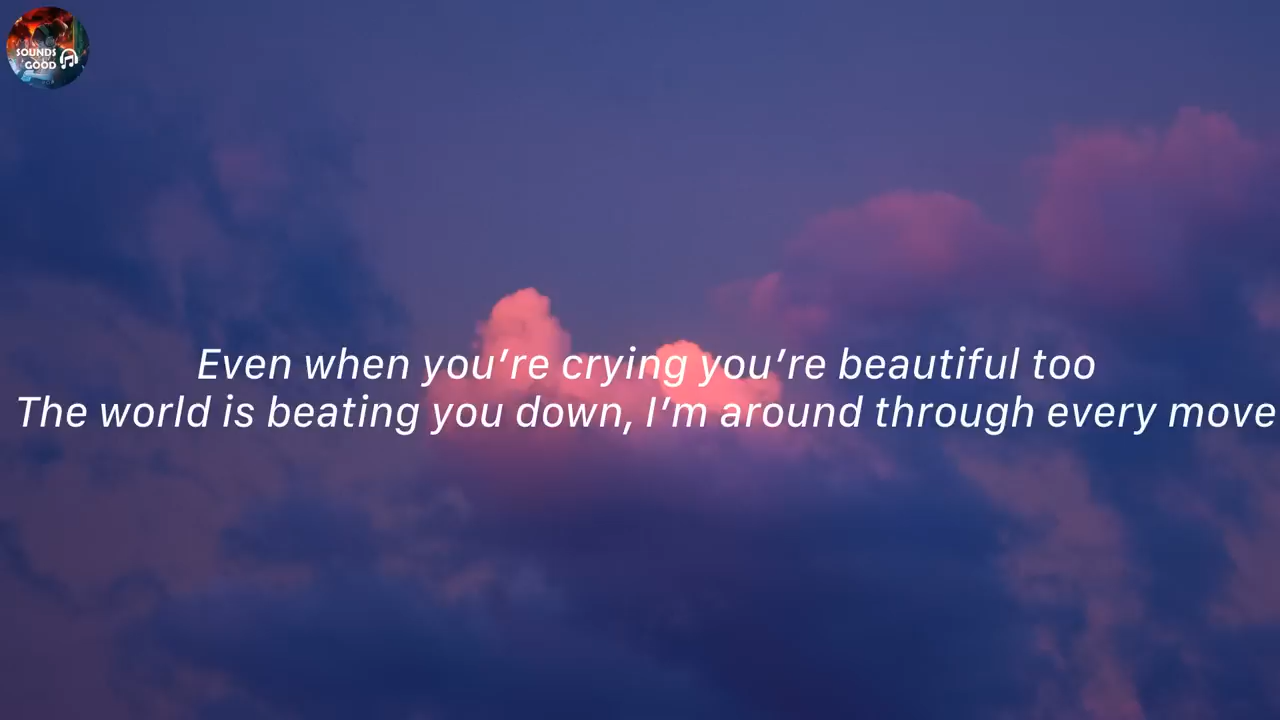 SOUNDS
GOOD
Even when you're crying you're beautiful too
The world is beating you down, I'm around through every move